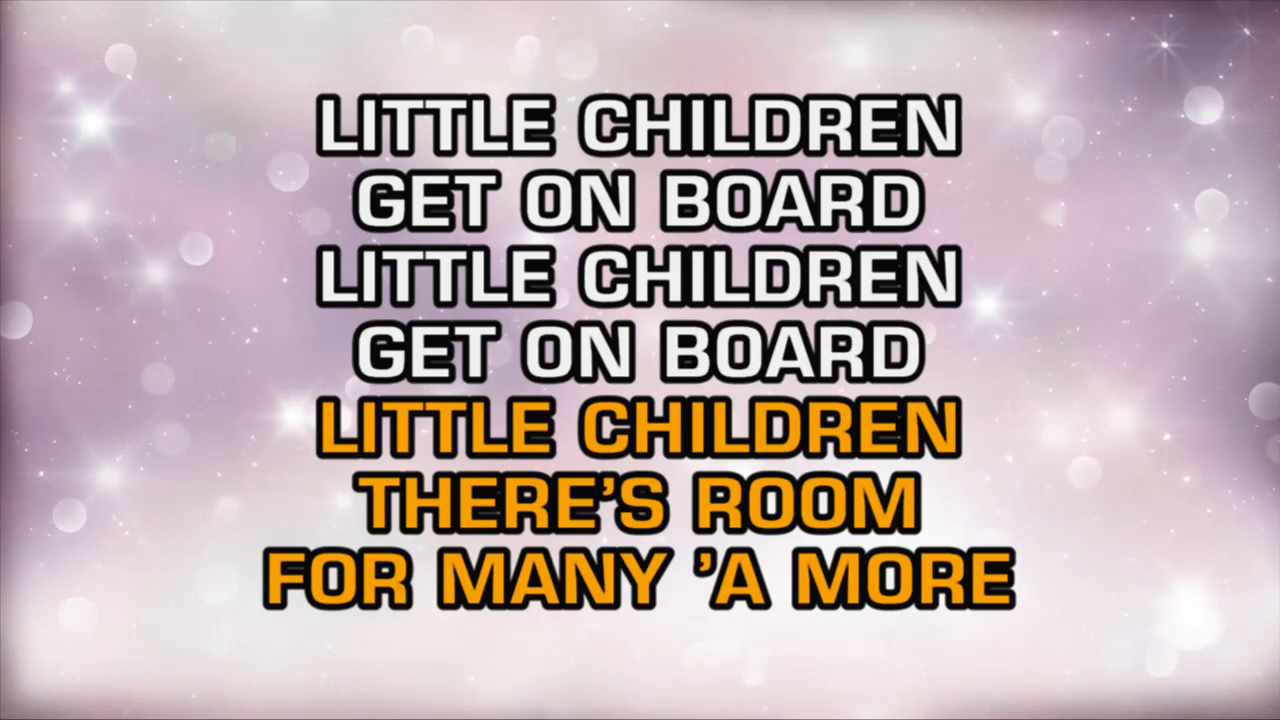 LITTLE CHILDREN
GET ON BOARD
LITTLE CHILDREN
GET ON BOARD
LITTLE CHILDREN
THERE’S ROOM
FOR MANY ’A MORE